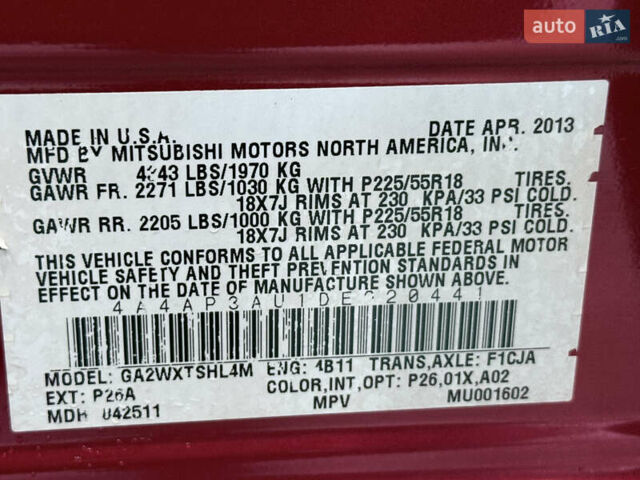 auto RIA.com
MADE IN U.S.A. DATE APR. 2013
MFD BY MITSUBISHI MOTORS NORTH AMERICA, INC.
GVWR 4343 LBS/1970 KG
GAWR FR. 2271 LBS/1030 KG WITH P225/55R18 TIRES.
18X7J RIMS AT 230 KPA/33 PSI COLD.
GAWR RR. 2205 LBS/1000 KG WITH P225/55R18 TIRES.
18X7J RIMS AT 230 KPA/33 PSI COLD.
THIS VEHICLE CONFORMS TO ALL APPLICABLE FEDERAL MOTOR
VEHICLE SAFETY AND THEFT PREVENTION STANDARDS IN
EFFECT ON THE DATE OF MANUFACTURE SHOWN ABOVE.
4A4AP3AU1DE020441
MODEL: GA2WXTSHL4M ENG: 4B11 TRANS,AXLE: F1CJA
EXT: P26A COLOR,INT,OPT: P26,01X,A02
MDH 042511 MPV MU001602